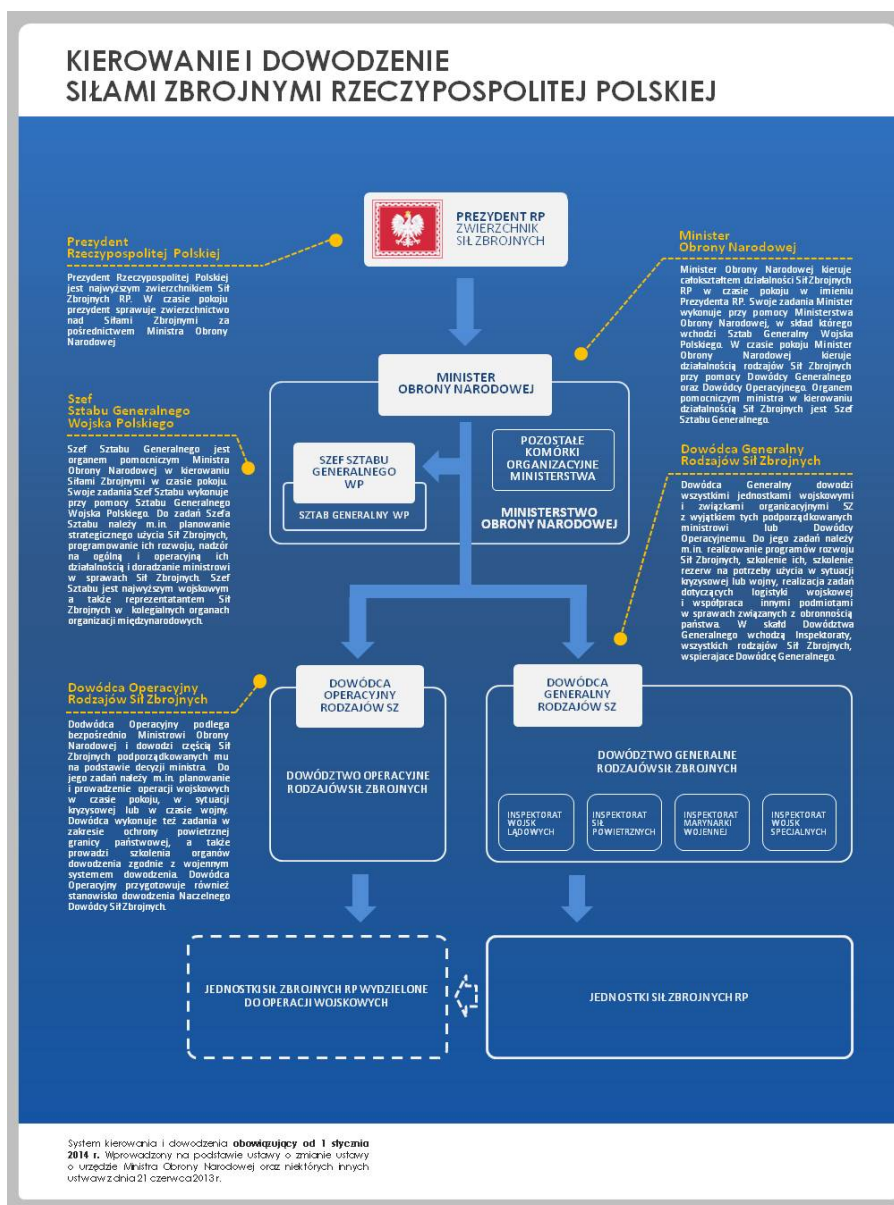 KIEROWANIE I DOWODZENIE
SIŁAMI ZBROJNYMI RZECZYPOSPOLITEJ POLSKIEJ
PREZYDENT RP
ZWIERZCHNIK
SIŁ ZBROJNYCH
Prezydent
Rzeczypospolitej Polskiej
Prezydent Rzeczypospolitej Polskiej
jest najwyższym zwierzchnikiem Sił
Zbrojnych RP. W czasie pokoju
prezydent sprawuje zwierzchnictwo
nad Siłami Zbrojnymi za
pośrednictwem Ministra Obrony
Narodowej
Minister
Obrony Narodowej
Minister Obrony Narodowej kieruje
całokształtem działalności Sił Zbrojnych
RP w czasie pokoju w imieniu
Prezydenta RP. Swoje zadania Minister
wykonuje przy pomocy Ministerstwa
Obrony Narodowej, w skład którego
wchodzi Sztab Generalny Wojska
Polskiego. W czasie pokoju Minister
Obrony Narodowej kieruje
działalnością rodzajów Sił Zbrojnych
przy pomocy Dowódcy Generalnego
oraz Dowódcy Operacyjnego. Organem
pomocniczym ministra w kierowaniu
działalnością Sił Zbrojnych jest Szef
Sztabu Generalnego.
MINISTER
OBRONY NARODOWEJ
SZEF SZTABU
GENERALNEGO
WP
SZTAB GENERALNY WP
POZOSTAŁE
KOMÓRKI
ORGANIZACYJNE
MINISTERSTWA
MINISTERSTWO
OBRONY NARODOWEJ
Szef
Sztabu Generalnego
Wojska Polskiego
Szef Sztabu Generalnego jest
organem pomocniczym Ministra
Obrony Narodowej w kierowaniu
Siłami Zbrojnymi w czasie pokoju.
Swoje zadania Szef Sztabu wykonuje
przy pomocy Sztabu Generalnego
Wojska Polskiego. Do zadań Szefa
Sztabu należy m.in. planowanie
strategicznego użycia Sił Zbrojnych,
programowanie ich rozwoju, nadzór
na ogólną i operacyjną ich
działalnością i doradzanie ministrowi
w sprawach Sił Zbrojnych. Szef
Sztabu jest najwyższym wojskowym
a także reprezentatantem Sił
Zbrojnych w kolegialnych organach
organizacji międzynarodowych.
Dowódca Generalny
Rodzajów Sił Zbrojnych
Dowódca Generalny dowodzi
wszystkimi jednostkami wojskowymi
i związkami organizacyjnymi SZ
z wyjątkiem tych podporządkowanych
ministrowi lub Dowódcy
Operacyjnemu. Do jego zadań należy
m.in. realizowanie programów rozwoju
Sił Zbrojnych, szkolenie ich, szkolenie
rezerw na potrzeby użycia w sytuacji
kryzysowej lub wojny, realizacja zadań
dotyczących logistyki wojskowej
i współpraca innymi podmiotami
w sprawach związanych z obronnością
państwa. W skałd Dowództwa
Generalnego wchodzą Inspektoraty,
wszystkich rodzajów Sił Zbrojnych,
wspierajace Dowódcę Generalnego.
Dowódca Operacyjny
Rodzajów Sił Zbrojnych
Dodwódca Operacyjny podlega
bezpośrednio Ministrowi Obrony
Narodowej i dowodzi częścią Sił
Zbrojnych podporządkowanych mu
na podstawie decyzji ministra. Do
jego zadań należy m.in. planowanie
i prowadzenie operacji wojskowych
w czasie pokoju, w sytuacji
kryzysowej lub w czasie wojny.
Dowódca wykonuje też zadania w
zakresie ochrony powietrznej
granicy państwowej, a także
prowadzi szkolenia organów
dowodzenia zgodnie z wojennym
systemem dowodzenia. Dowódca
Operacyjny przygotowuje również
stanowisko dowodzenia Naczelnego
Dowódcy Sił Zbrojnych.
DOWÓDCA
OPERACYJNY
RODZAJÓW SZ
DOWÓDZTWO OPERACYJNE
RODZAJÓW SIŁ ZBROJNYCH
DOWÓDCA
GENERALNY
RODZAJÓW SZ
DOWÓDZTWO GENERALNE
RODZAJÓW SIŁ ZBROJNYCH
INSPEKTORAT
WOJSK
LĄDOWYCH
INSPEKTORAT
SIŁ
POWIETRZNYCH
INSPEKTORAT
MARYNARKI
WOJENNEJ
INSPEKTORAT
WOJSK
SPECJALNYCH
JEDNOSTKI SIŁ ZBROJNYCH RP WYDZIELONE
DO OPERACJI WOJSKOWYCH
JEDNOSTKI SIŁ ZBROJNYCH RP
System kierowania i dowodzenia obowiązujący od 1 stycznia
2014 r. Wprowadzony na podstawie ustawy o zmianie ustawy
o urzędzie Ministra Obrony Narodowej oraz niektórych innych
ustaw z dnia 21 czerwca 2013 r.